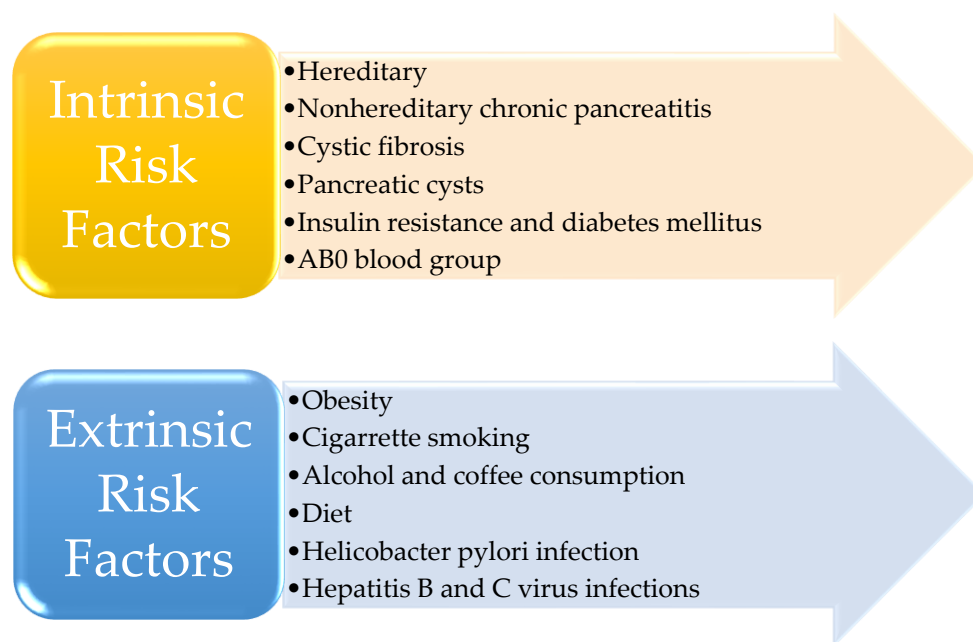 Intrinsic
Risk
Factors
•Hereditary
•Nonhereditary chronic pancreatitis
•Cystic fibrosis
•Pancreatic cysts
•Insulin resistance and diabetes mellitus
•AB0 blood group
Extrinsic
Risk
Factors
•Obesity
•Cigarrette smoking
•Alcohol and coffee consumption
•Diet
•Helicobacter pylori infection
•Hepatitis B and C virus infections